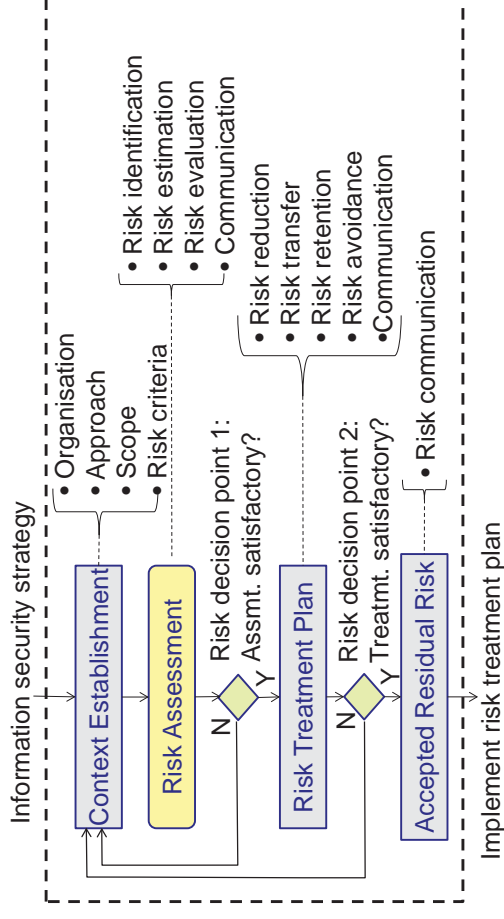 Information security strategy
Context Establishment
• Organisation
• Approach
• Scope
• Risk criteria
Risk Assessment
• Risk identification
• Risk estimation
• Risk evaluation
• Communication
Risk decision point 1:
Assmt. satisfactory?
N
Y
Risk Treatment Plan
• Risk reduction
• Risk transfer
• Risk retention
• Risk avoidance
•Communication
Risk decision point 2:
Treatmt. satisfactory?
N
Y
Accepted Residual Risk
• Risk communication
Implement risk treatment plan